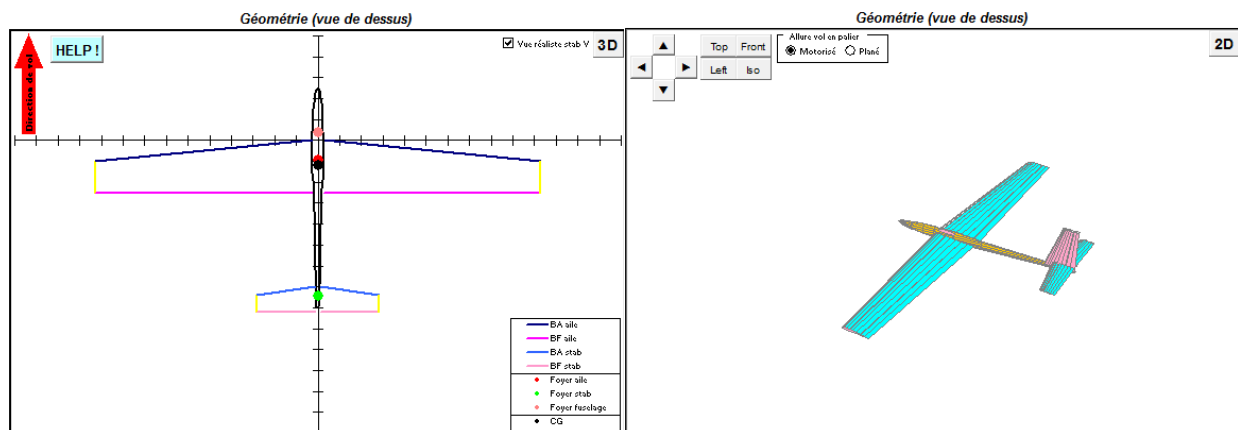 Géométrie (vue de dessus)
HELP !
Vue réaliste stab V
3D
Direction de vol
BA aile
BF aile
BA stab
BF stab
Foyer aile
Foyer stab
Foyer fuselage
CG
Géométrie (vue de dessus)
Top Front
Left Iso
Allure vol en palier
Motorisé Plané
2D